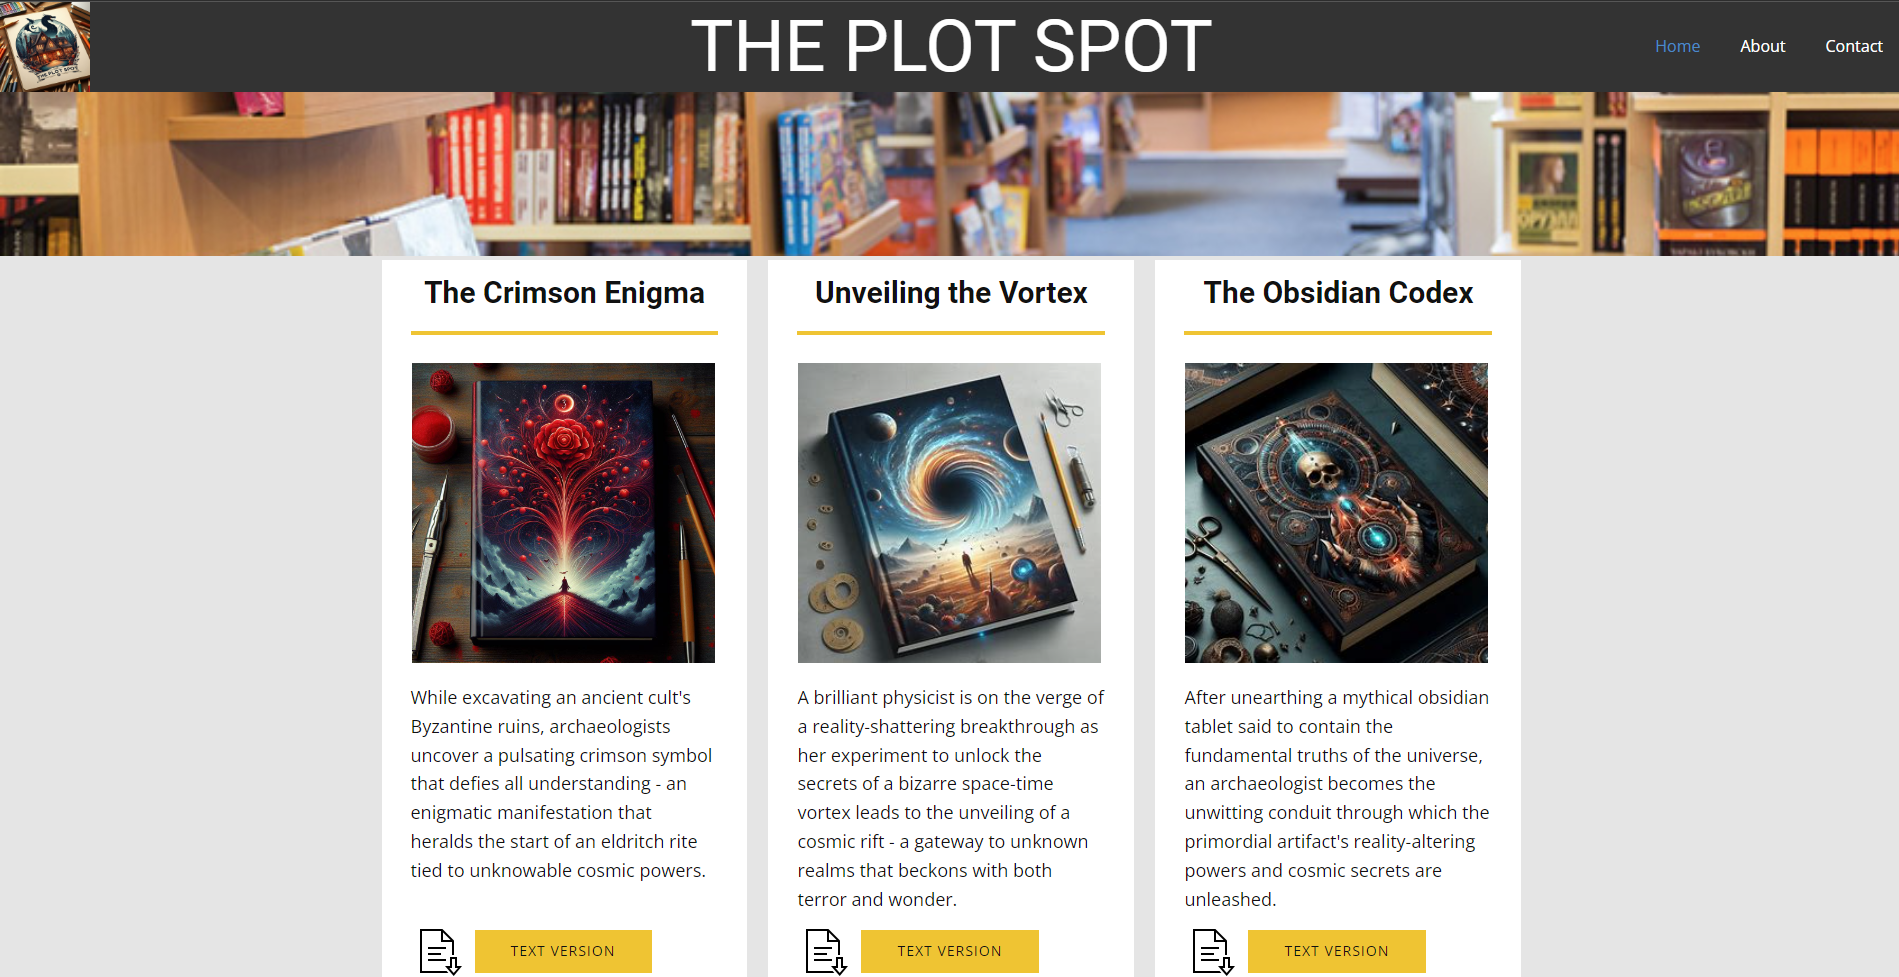 THE PLOT SPOT
THE PLOT SPOT
Home
About
Contact
The Crimson Enigma
While excavating an ancient cult's
Byzantine ruins, archaeologists
uncover a pulsating crimson symbol
that defies all understanding - an
enigmatic manifestation that
heralds the start of an eldritch rite
tied to unknowable cosmic powers.
TEXT VERSION
Unveiling the Vortex
A brilliant physicist is on the verge of
a reality-shattering breakthrough as
her experiment to unlock the
secrets of a bizarre space-time
vortex leads to the unveiling of a
cosmic rift - a gateway to unknown
realms that beckons with both
terror and wonder.
TEXT VERSION
The Obsidian Codex
After unearthing a mythical obsidian
tablet said to contain the
fundamental truths of the universe,
an archaeologist becomes the
unwitting conduit through which the
primordial artifact's reality-altering
powers and cosmic secrets are
unleashed.
TEXT VERSION